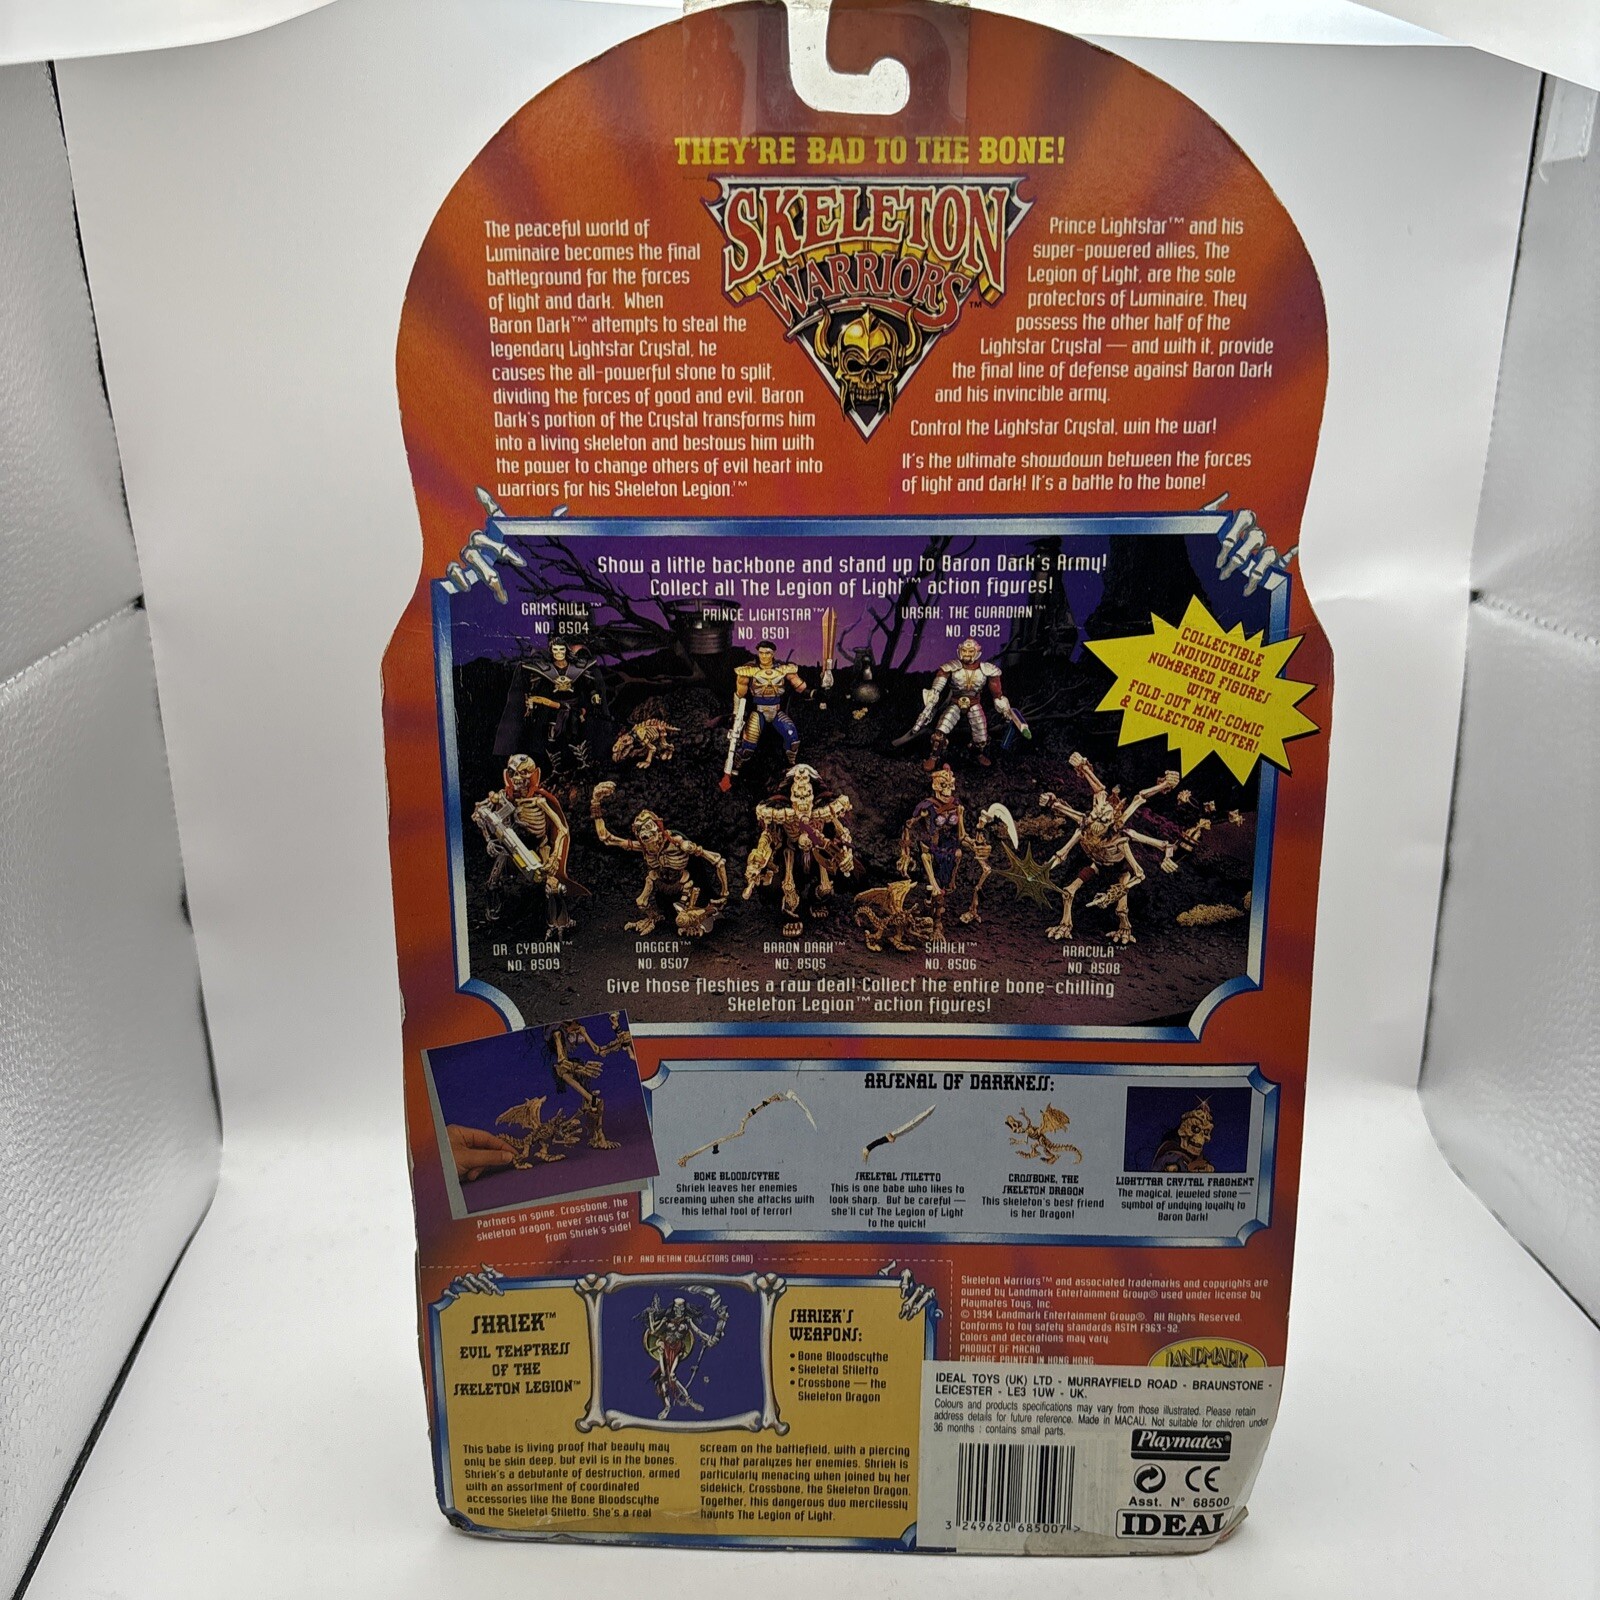 THEY'RE BAD TO THE BONE!
SKELETON
WARRIORS™
The peaceful world of
Luminaire becomes the final
battleground for the forces
of light and dark. When
Baron Dark™ attempts to steal the
legendary Lightstar Crystal, he
causes the all-powerful stone to split,
dividing the forces of good and evil. Baron
Dark's portion of the Crystal transforms him
into a living skeleton and bestows him with
the power to change others of evil heart into
warriors for his Skeleton Legion.™
Prince Lightstar™ and his
super-powered allies, The
Legion of Light, are the sole
protectors of Luminaire. They
possess the other half of the
Lightstar Crystal — and with it, provide
the final line of defense against Baron Dark
and his invincible army.
Control the Lightstar Crystal, win the war!
It's the ultimate showdown between the forces
of light and dark! It's a battle to the bone!
Show a little backbone and stand up to Baron Dark's Army!
Collect all The Legion of Light™ action figures!
GRIMSKULL™
NO. 8504
PRINCE LIGHTSTAR™
NO. 8501
URSAK: THE GUARDIAN™
NO. 8502
COLLECTIBLE
INDIVIDUALLY
NUMBERED FIGURES
WITH
FOLD-OUT MINI-COMIC
& COLLECTOR POSTER!
DR. CYBORN™
NO. 8509
DAGGER™
NO. 8507
BARON DARK™
NO. 8505
SHRIEK™
NO. 8506
ARACULA™
NO 8508
Give those fleshies a raw deal! Collect the entire bone-chilling
Skeleton Legion™ action figures!
Partners in spine, Crossbone, the
skeleton dragon, never strays far
from Shriek's side!
ARSENAL OF DARKNESS:
BONE BLOODSCYTHE
Shriek leaves her enemies
screaming when she attacks with
this lethal tool of terror!
SKELETAL STILETTO
This is one babe who likes to
look sharp. But be careful —
she'll cut The Legion of Light
to the quick!
CROSSBONE, THE
SKELETON DRAGON
This skeleton's best friend
is her Dragon!
LIGHTSTAR CRYSTAL FRAGMENT
The magical, jeweled stone —
symbol of undying loyalty to
Baron Dark!
(R.I.P. AND RETAIN COLLECTORS CARD)
SHRIEK™
EVIL TEMPTRESS
OF THE
SKELETON LEGION™
SHRIEK'S
WEAPONS:
• Bone Bloodscythe
• Skeletal Stiletto
• Crossbone — the
Skeleton Dragon
This babe is living proof that beauty may
only be skin deep, but evil is in the bones.
Shriek's a debutante of destruction, armed
with an assortment of coordinated
accessories like the Bone Bloodscythe
and the Skeletal Stiletto. She's a real
scream on the battlefield, with a piercing
cry that paralyzes her enemies. Shriek is
particularly menacing when joined by her
sidekick, Crossbone, the Skeleton Dragon.
Together, this dangerous duo mercilessly
haunts The Legion of Light.
Skeleton Warriors™ and associated trademarks and copyrights are
owned by Landmark Entertainment Group® used under license by
Playmates Toys, Inc.
© 1994 Landmark Entertainment Group®. All Rights Reserved.
Conforms to toy safety standards ASTM F963-92.
Colors and decorations may vary
PRODUCT OF MACAO.
PACKAGE PRINTED IN HONG KONG
LANDMARK
IDEAL TOYS (UK) LTD - MURRAYFIELD ROAD - BRAUNSTONE -
LEICESTER - LE3 1UW - UK.
Colours and products specifications may vary from those illustrated. Please retain
address details for future reference. Made in MACAU. Not suitable for children under
36 months : contains small parts.
Playmates®
CE
Asst. N° 68500
IDEAL
3 249620 685007 >